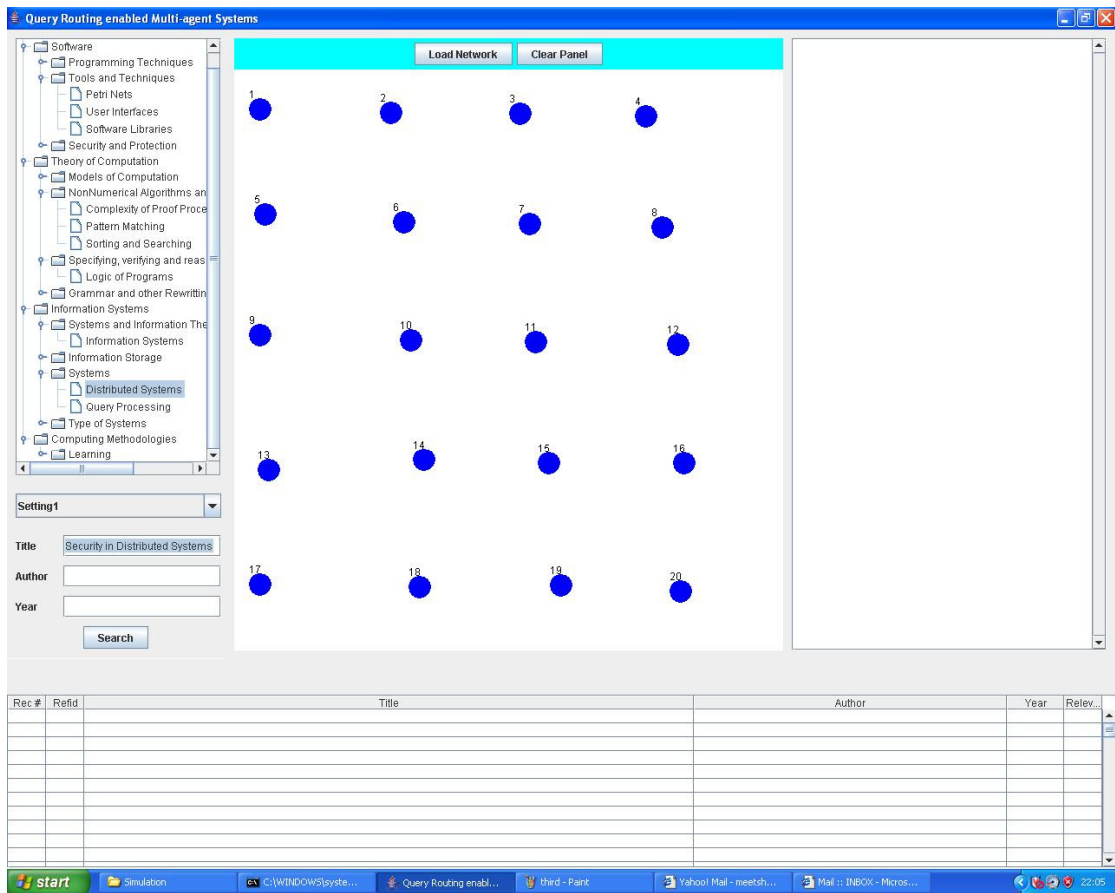 Query Routing enabled Multi-agent Systems
Software
Programming Techniques
Tools and Techniques
Petri Nets
User Interfaces
Software Libraries
Security and Protection
Theory of Computation
Models of Computation
NonNumerical Algorithms an
Complexity of Proof Proce
Pattern Matching
Sorting and Searching
Specifying, verifying and reas
Logic of Programs
Grammar and other Rewrittin
Information Systems
Systems and Information The
Information Systems
Information Storage
Systems
Distributed Systems
Query Processing
Type of Systems
Computing Methodologies
Learning
Setting1
Title Security in Distributed Systems
Author
Year
Search
Load Network Clear Panel
1 2 3 4
5 6 7 8
9 10 11 12
13 14 15 16
17 18 19 20
Rec # Refid Title Author Year Relev...
start Simulation C:\WINDOWS\syste... Query Routing enabl... third - Paint Yahoo! Mail - meetsh... Mail :: INBOX - Micros... 22:05